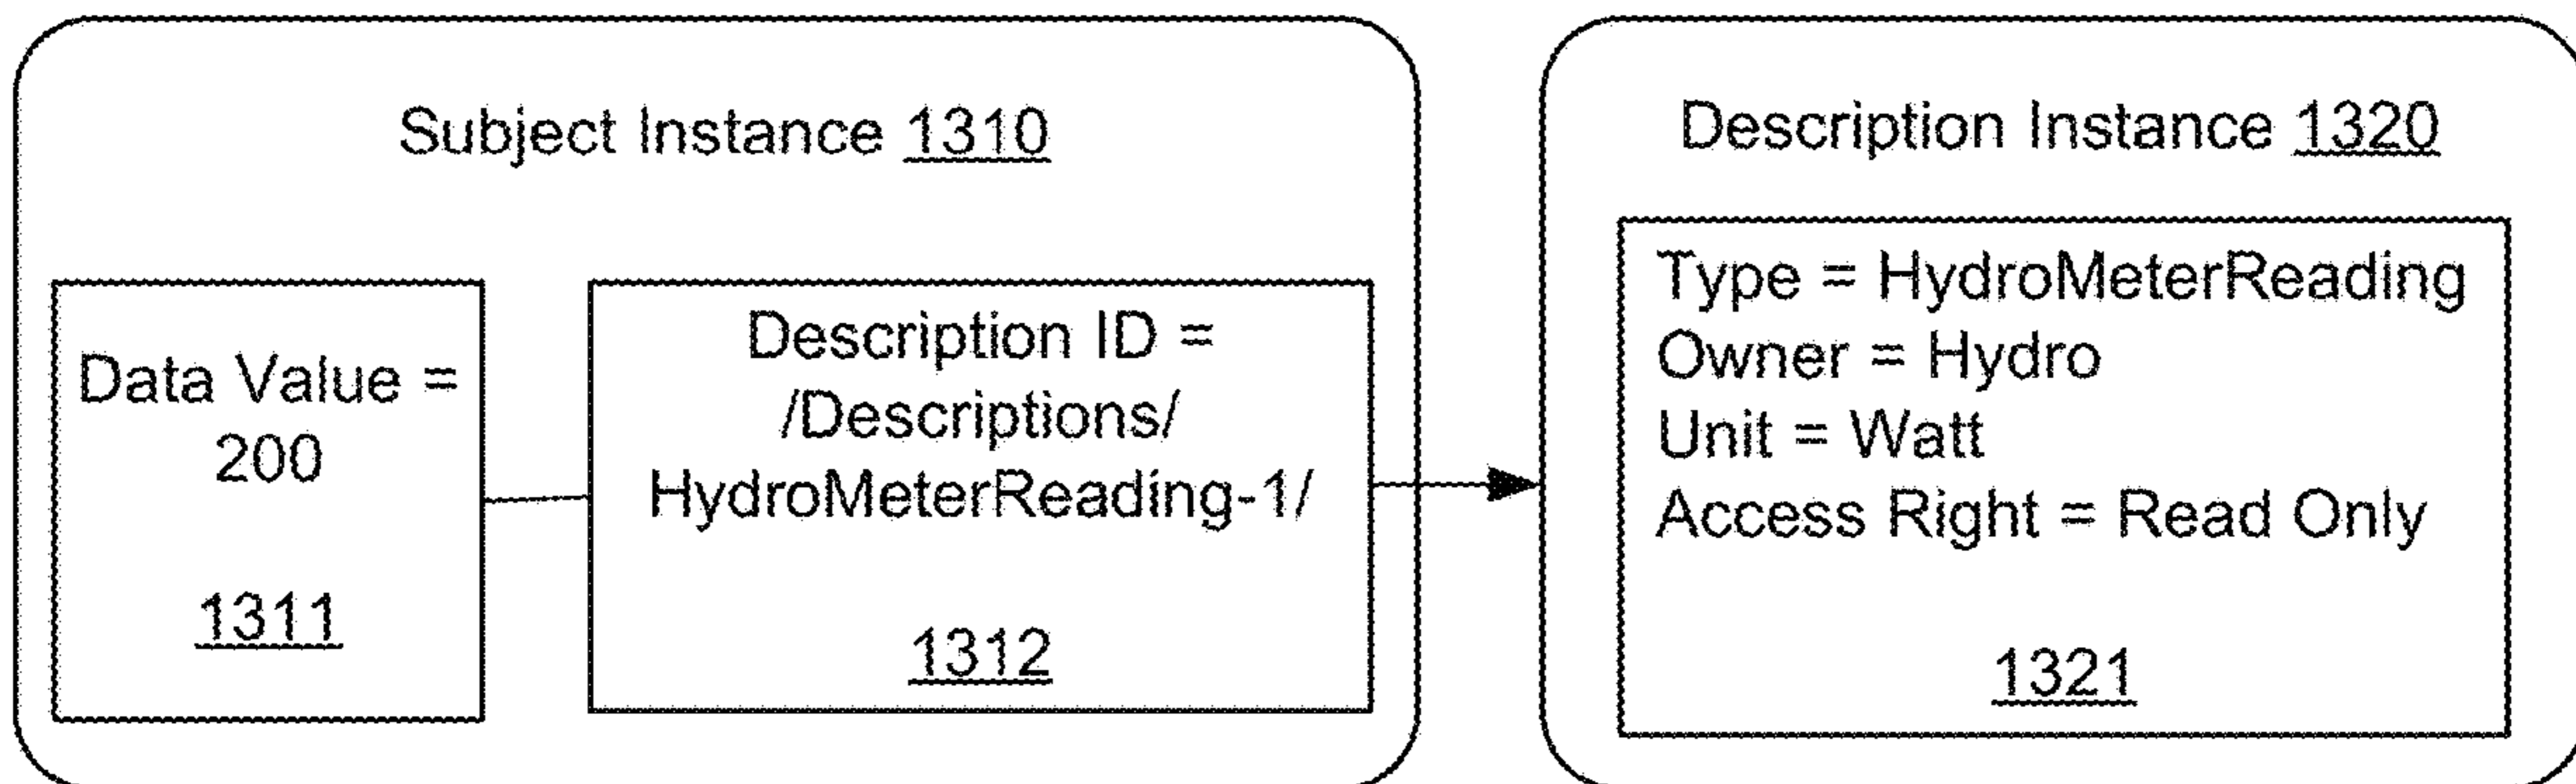 Subject Instance 1310
Data Value =
200
1311
Description ID =
/Descriptions/
HydroMeterReading-1/
1312
Description Instance 1320
Type = HydroMeterReading
Owner = Hydro
Unit = Watt
Access Right = Read Only
1321